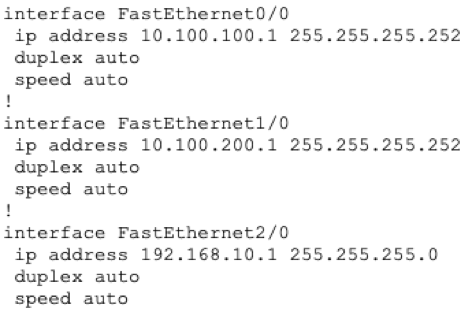 interface FastEthernet0/0
 ip address 10.100.100.1 255.255.255.252
 duplex auto
 speed auto
!
interface FastEthernet1/0
 ip address 10.100.200.1 255.255.255.252
 duplex auto
 speed auto
!
interface FastEthernet2/0
 ip address 192.168.10.1 255.255.255.0
 duplex auto
 speed auto